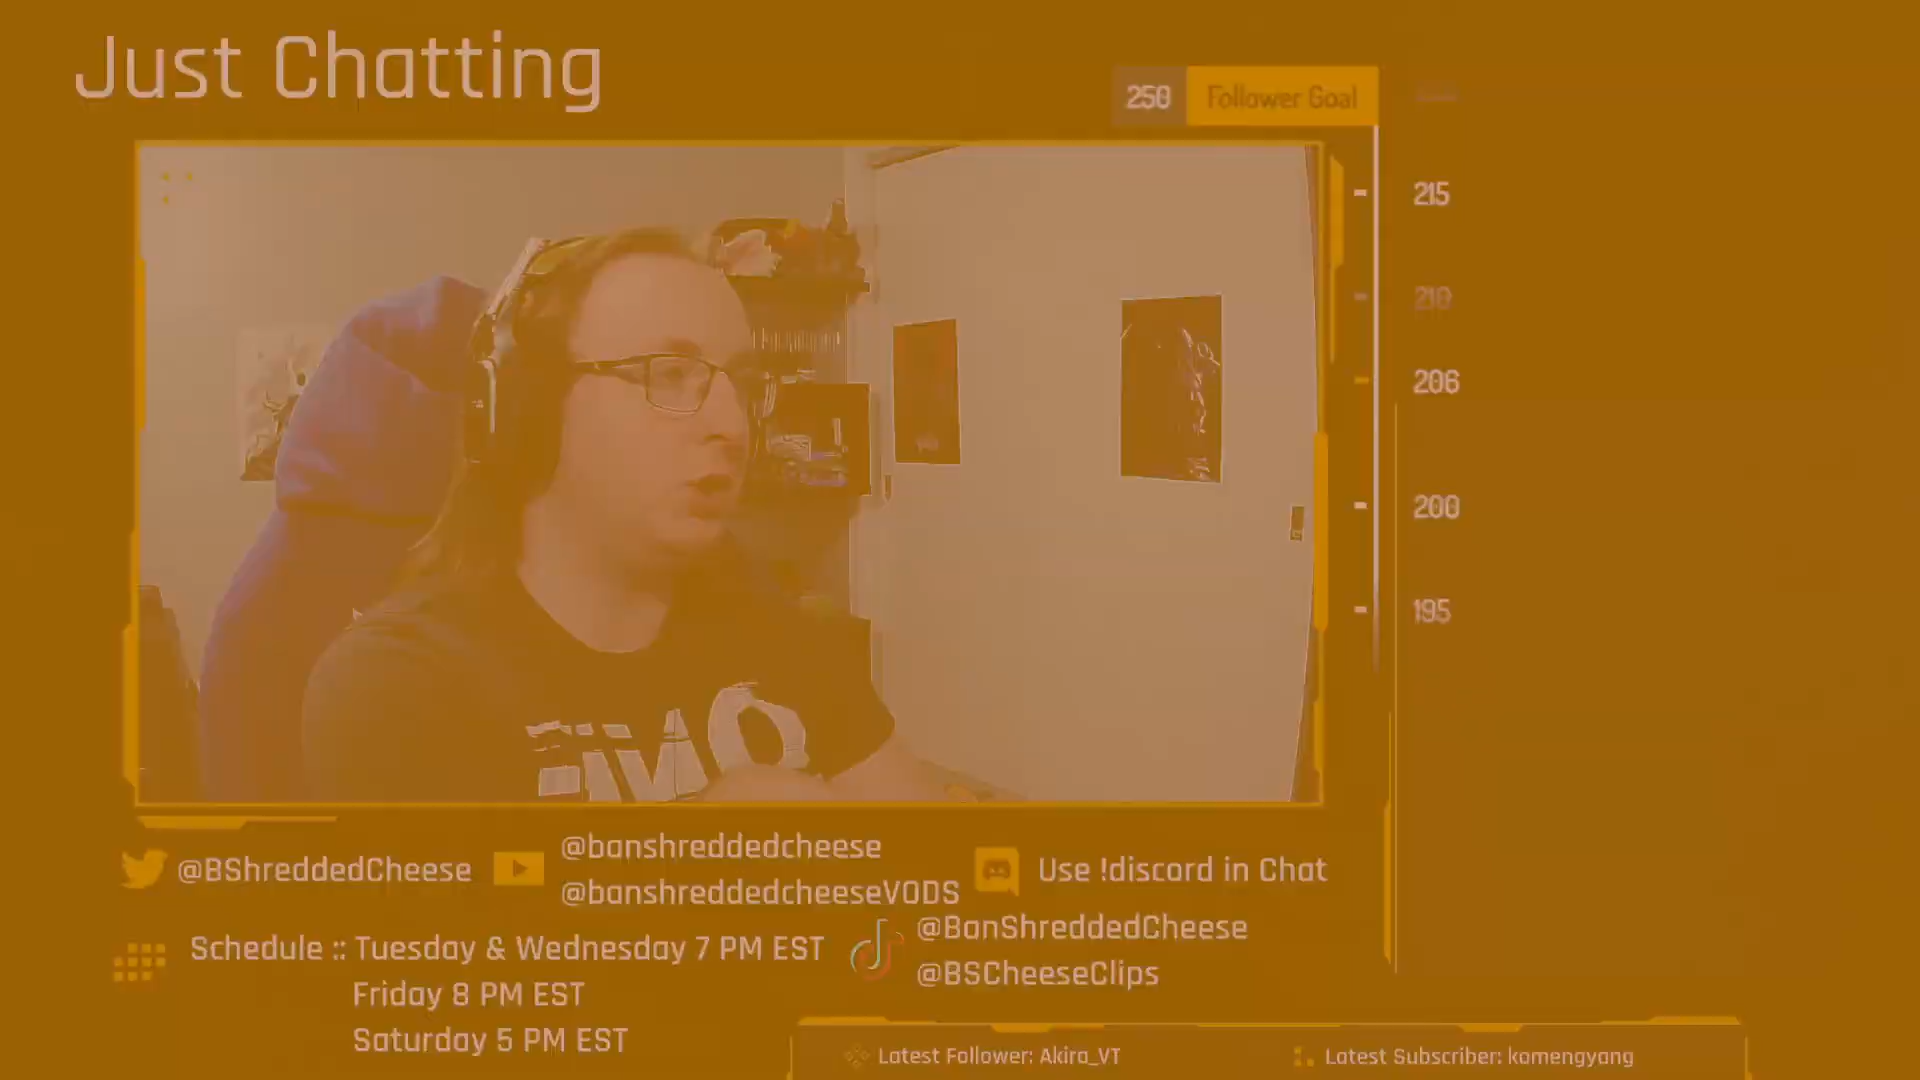 Just Chatting
250 Follower Goal
215
210
206
200
195
@BShreddedCheese
@banshreddedcheese
@banshreddedcheeseVODS
Use !discord in Chat
@BanShreddedCheese
@BSCheeseClips
Schedule :: Tuesday & Wednesday 7 PM EST
Friday 8 PM EST
Saturday 5 PM EST
Latest Follower: Akira_VT
Latest Subscriber: komengyang